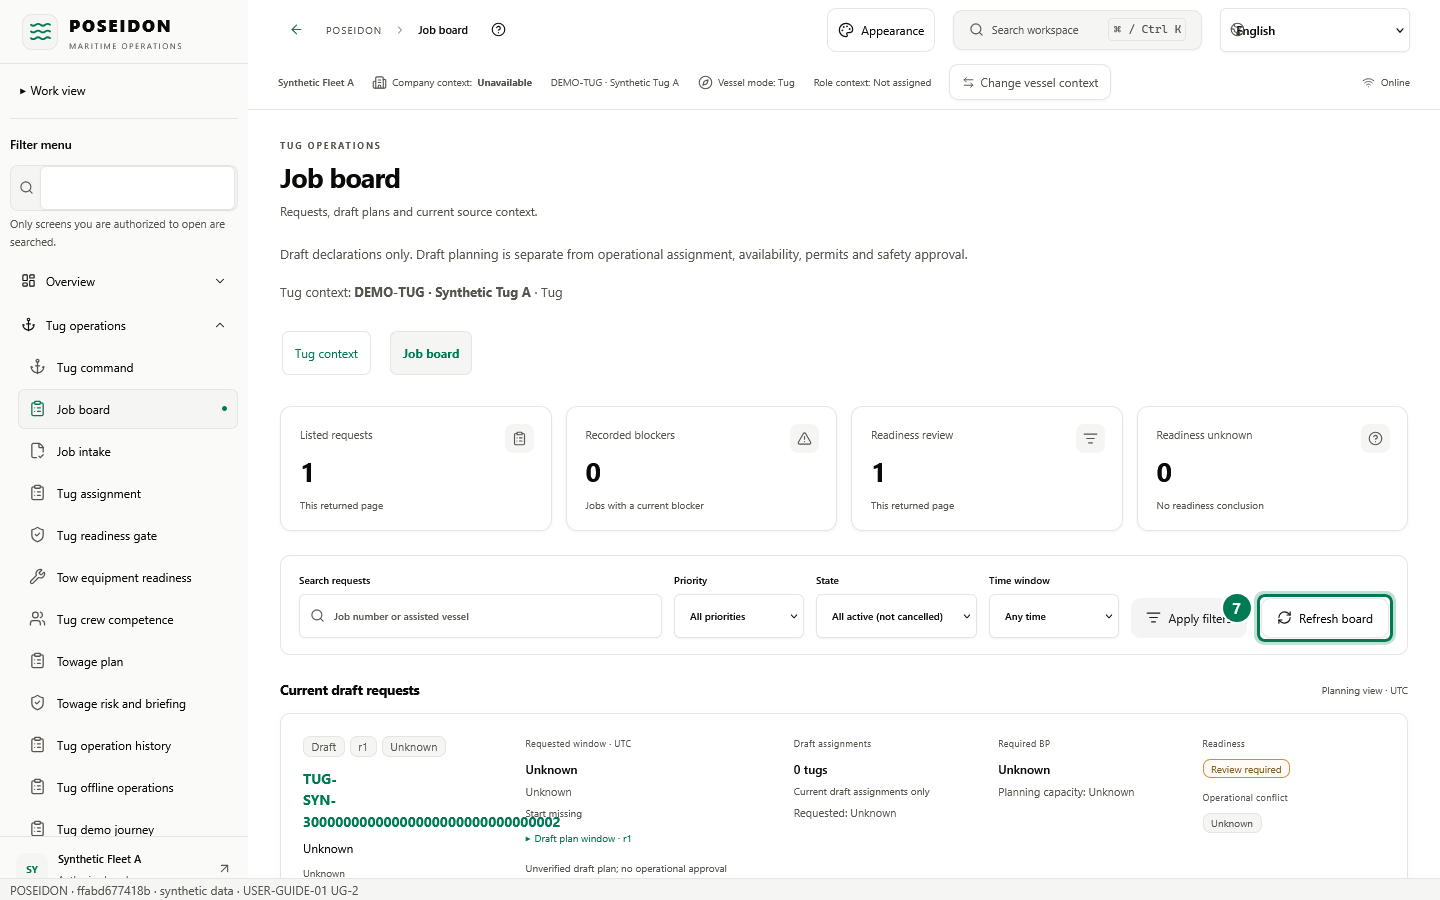 POSEIDON
MARITIME OPERATIONS
POSEIDON > Job board
Appearance
Search workspace ⌘ / Ctrl K
English
Synthetic Fleet A Company context: Unavailable DEMO-TUG · Synthetic Tug A Vessel mode: Tug Role context: Not assigned Change vessel context Online
▸ Work view
Filter menu
Only screens you are authorized to open are
searched.
Overview
Tug operations
Tug command
Job board
Job intake
Tug assignment
Tug readiness gate
Tow equipment readiness
Tug crew competence
Towage plan
Towage risk and briefing
Tug operation history
Tug offline operations
Tug demo journey
SY
Synthetic Fleet A
TUG OPERATIONS
Job board
Requests, draft plans and current source context.
Draft declarations only. Draft planning is separate from operational assignment, availability, permits and safety approval.
Tug context: DEMO-TUG · Synthetic Tug A · Tug
Tug context Job board
Listed requests
1
This returned page
Recorded blockers
0
Jobs with a current blocker
Readiness review
1
This returned page
Readiness unknown
0
No readiness conclusion
Search requests
Job number or assisted vessel
Priority
All priorities
State
All active (not cancelled)
Time window
Any time
Apply filters
7
Refresh board
Current draft requests
Planning view · UTC
Draft r1 Unknown
TUG-
SYN-
Unknown
Unknown
Requested window · UTC
Unknown
Unknown
Start missing
▸ Draft plan window · r1
Unverified draft plan; no operational approval
Draft assignments
0 tugs
Current draft assignments only
Requested: Unknown
Required BP
Unknown
Planning capacity: Unknown
Readiness
Review required
Operational conflict
Unknown
POSEIDON · ffabd677418b · synthetic data · USER-GUIDE-01 UG-2